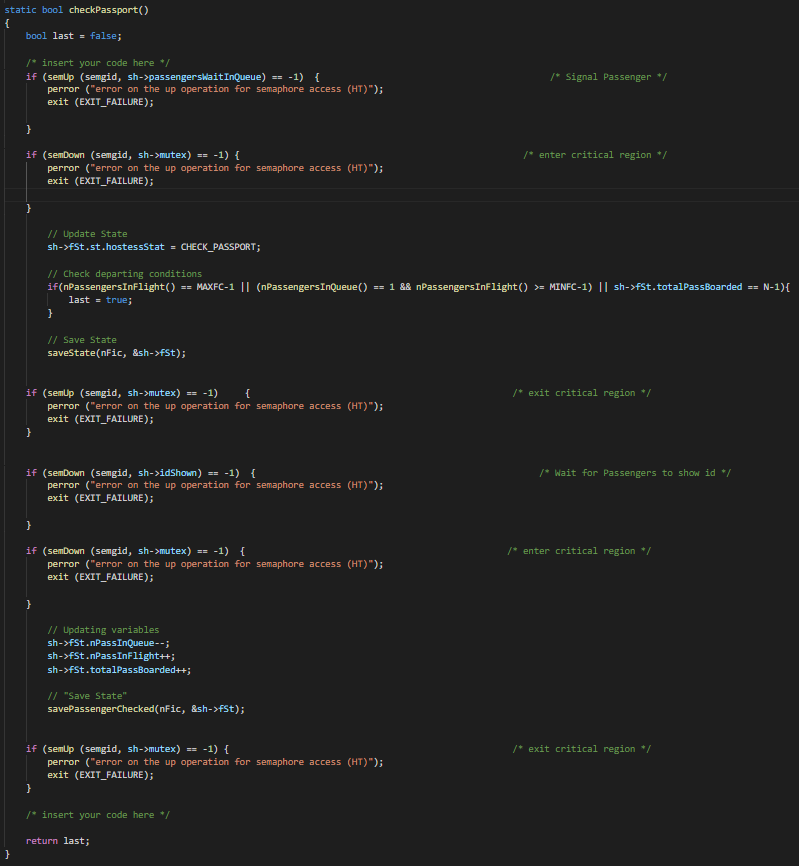 static bool checkPassport()
{
bool last = false;
/* insert your code here */
if (semUp (semgid, sh->passengersWaitInQueue) == -1) { /* Signal Passenger */
perror ("error on the up operation for semaphore access (HT)");
exit (EXIT_FAILURE);
}
if (semDown (semgid, sh->mutex) == -1) { /* enter critical region */
perror ("error on the up operation for semaphore access (HT)");
exit (EXIT_FAILURE);
}
// Update State
sh->fSt.st.hostessStat = CHECK_PASSPORT;
// Check departing conditions
if(nPassengersInFlight() == MAXFC-1 || (nPassengersInQueue() == 1 && nPassengersInFlight() >= MINFC-1) || sh->fSt.totalPassBoarded == N-1){
last = true;
}
// Save State
saveState(nFic, &sh->fSt);
if (semUp (semgid, sh->mutex) == -1) { /* exit critical region */
perror ("error on the up operation for semaphore access (HT)");
exit (EXIT_FAILURE);
}
if (semDown (semgid, sh->idShown) == -1) { /* Wait for Passengers to show id */
perror ("error on the up operation for semaphore access (HT)");
exit (EXIT_FAILURE);
}
if (semDown (semgid, sh->mutex) == -1) { /* enter critical region */
perror ("error on the up operation for semaphore access (HT)");
exit (EXIT_FAILURE);
}
// Updating variables
sh->fSt.nPassInQueue--;
sh->fSt.nPassInFlight++;
sh->fSt.totalPassBoarded++;
// "Save State"
savePassengerChecked(nFic, &sh->fSt);
if (semUp (semgid, sh->mutex) == -1) { /* exit critical region */
perror ("error on the up operation for semaphore access (HT)");
exit (EXIT_FAILURE);
}
/* insert your code here */
return last;
}